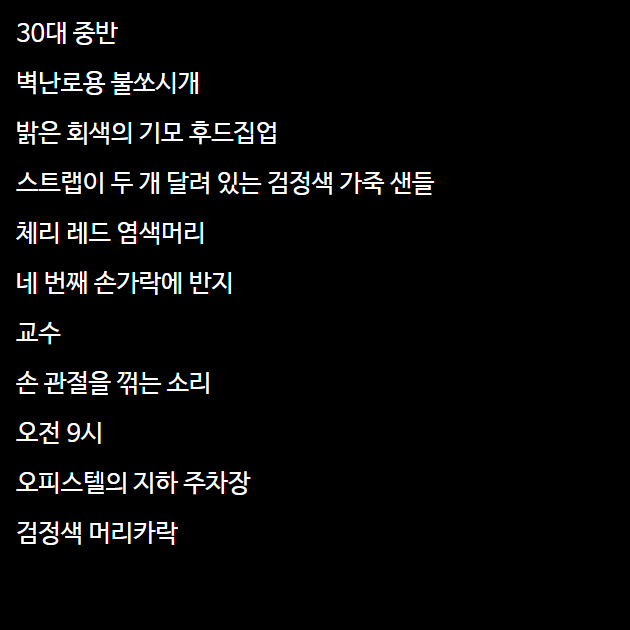 30대 중반
벽난로용 불쏘시개
밝은 회색의 기모 후드집업
스트랩이 두 개 달려 있는 검정색 가죽 샌들
체리 레드 염색머리
네 번째 손가락에 반지
교수
손 관절을 꺾는 소리
오전 9시
오피스텔의 지하 주차장
검정색 머리카락